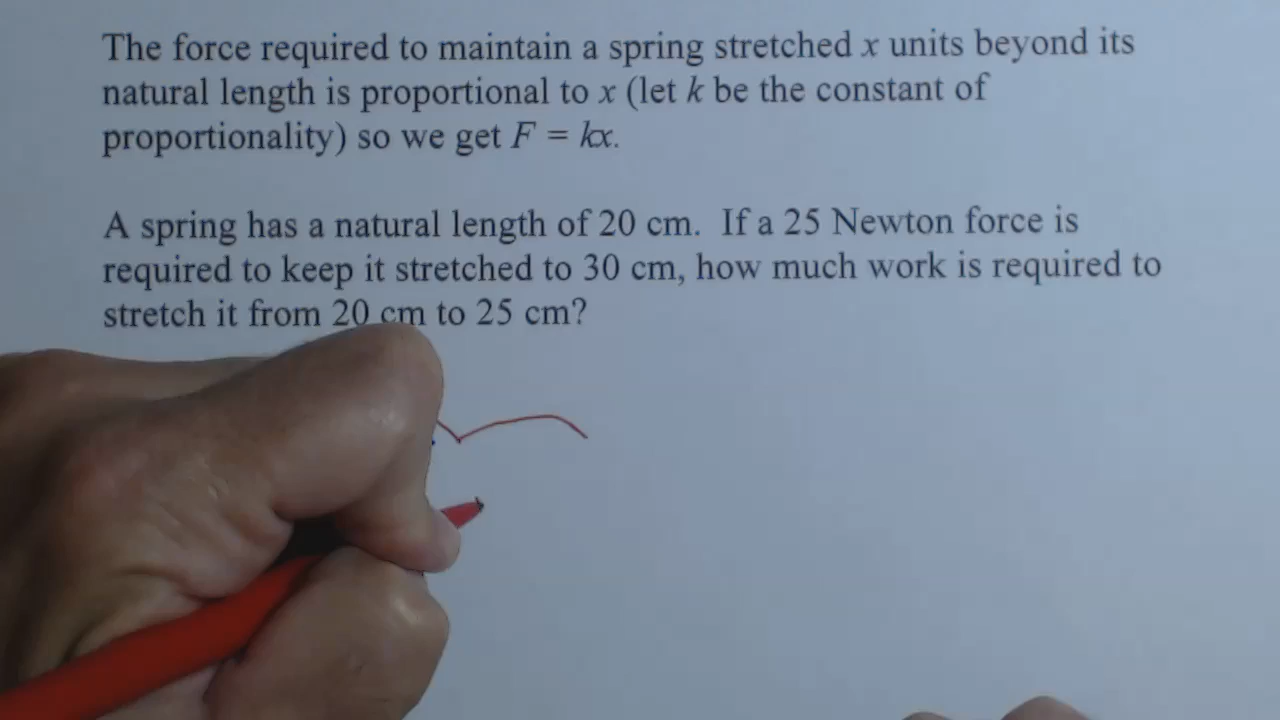 The force required to maintain a spring stretched x units beyond its
natural length is proportional to x (let k be the constant of
proportionality) so we get F = kx.
A spring has a natural length of 20 cm. If a 25 Newton force is
required to keep it stretched to 30 cm, how much work is required to
stretch it from 20 cm to 25 cm?